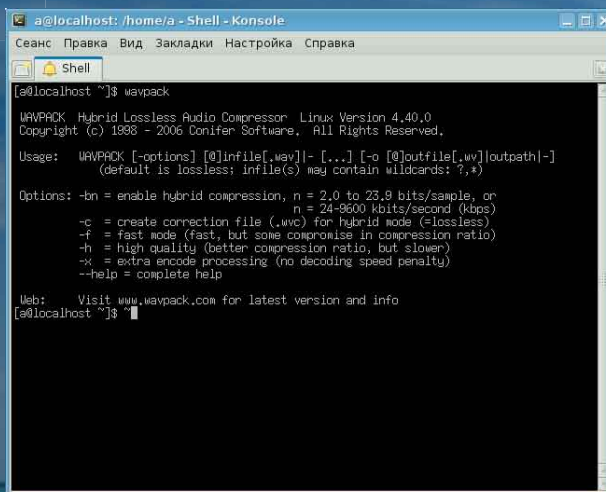 a@localhost: /home/a - Shell - Konsole
Сеанс Правка Вид Закладки Настройка Справка
Shell
[a@localhost ~]$ wavpack
WAVPACK Hybrid Lossless Audio Compressor Linux Version 4.40.0
Copyright (c) 1998 - 2006 Conifer Software. All Rights Reserved.
Usage: WAVPACK [-options] [@]infile[.wav]|- [...] [-o [@]outfile[.wv]|outpath|-]
(default is lossless; infile(s) may contain wildcards: ?,*)
Options: -bn = enable hybrid compression, n = 2.0 to 23.9 bits/sample, or
n = 24-9600 kbits/second (kbps)
-c = create correction file (.wvc) for hybrid mode (=lossless)
-f = fast mode (fast, but some compromise in compression ratio)
-h = high quality (better compression ratio, but slower)
-x = extra encode processing (no decoding speed penalty)
--help = complete help
Web: Visit www.wavpack.com for latest version and info
[a@localhost ~]$ ~